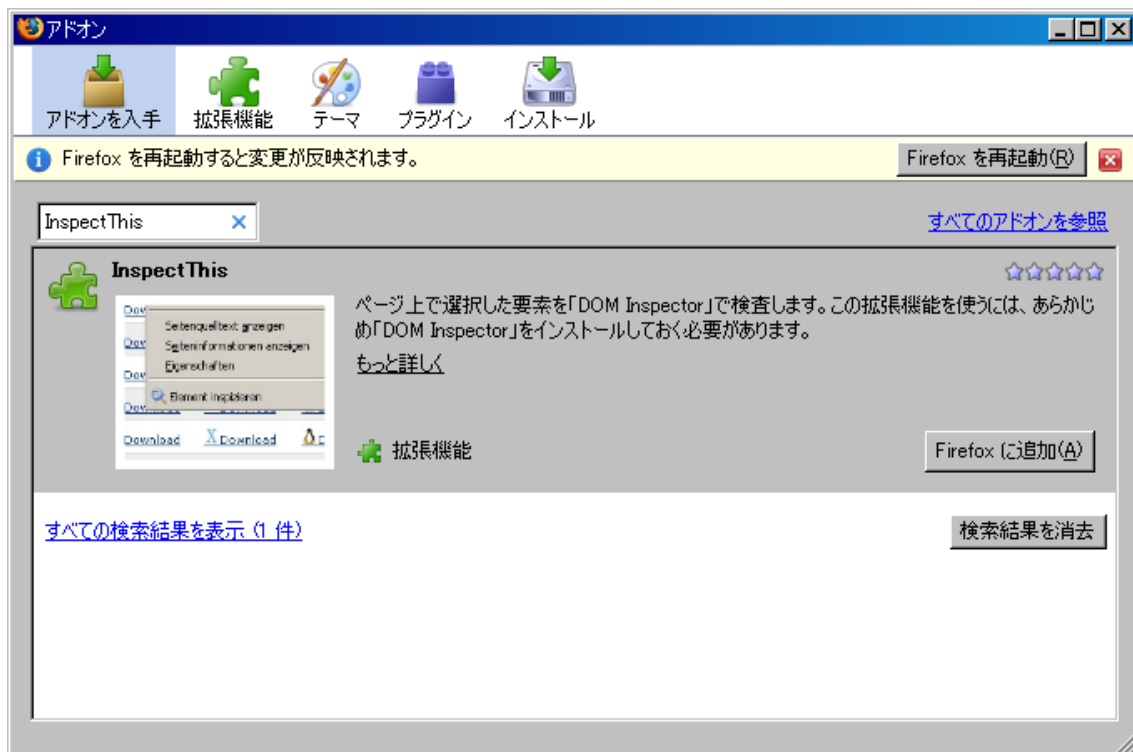 アドオン
アドオンを入手 拡張機能 テーマ プラグイン インストール
Firefox を再起動すると変更が反映されます。 Firefox を再起動(R)
InspectThis すべてのアドオンを参照
InspectThis
ページ上で選択した要素を「DOM Inspector」で検査します。この拡張機能を使うには、あらかじ
め「DOM Inspector」をインストールしておく必要があります。
もっと詳しく
Seitenquelltext anzeigen
Seiteninformationen anzeigen
Eigenschaften
Element inspizieren
Download X Download
拡張機能 Firefox に追加(A)
すべての検索結果を表示 (1 件) 検索結果を消去